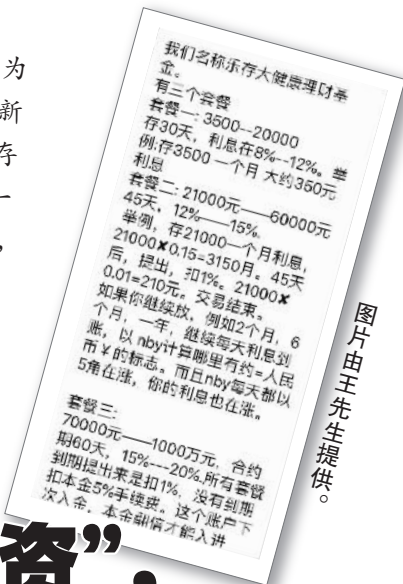 为
新
存
一
，
我们名称乐存大健康理财基
金。
有三个套餐
套餐一: 3500--20000
存30天，利息在8%--12%。举
例:存3500 一个月 大约350元
利息
套餐二: 21000元——60000元
45天，12%——15%.
举例，存21000一个月利息，
21000✖0.15=3150月。45天
后，提出，扣1%。21000✖
0.01=210元。交易结束。
如果你继续放，例如2个月，6
个月，一年，继续每天利息到
账，以 nby计算哪里有约=人民
币￥的标志。而且nby每天都以
5角在涨，你的利息也在涨。
套餐三:
70000元——1000万元，合约
期60天，15%---20%.所有套餐
到期提出来是扣1%，没有到期
扣本金5%手续费。这个账户下
次入金，本金翻倍才能入进
图片由王先生提供。
资”，